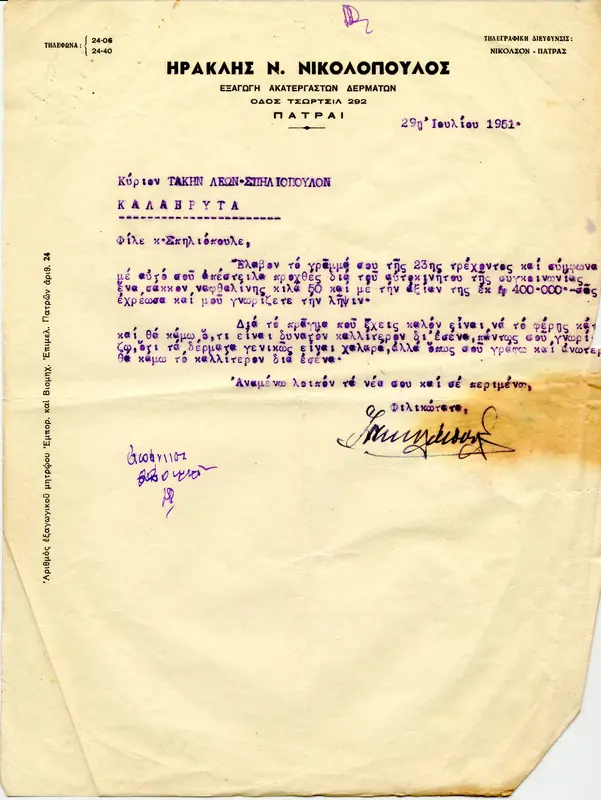 ΤΗΛΕΦΩΝΑ: { 24-06
24-40
ΤΗΛΕΓΡΑΦΙΚΗ ΔΙΕΥΘΥΝΣΙΣ:
ΝΙΚΟΛΣΟΝ - ΠΑΤΡΑΣ
ΗΡΑΚΛΗΣ Ν. ΝΙΚΟΛΟΠΟΥΛΟΣ
ΕΞΑΓΩΓΗ ΑΚΑΤΕΡΓΑΣΤΩΝ ΔΕΡΜΑΤΩΝ
ΟΔΟΣ ΤΣΩΡΤΣΙΛ 292
ΠΑΤΡΑΙ
29η Ἰουλίου 1951.
Κύριον ΤΑΚΗΝ ΛΕΩΝ.ΣΠΗΛΙΟΠΟΥΛΟΝ
ΚΑΛΑΒΡΥΤΑ
Φίλε κ.Σπηλιόπουλε,
Ἔλαβον τό γράμμά σου τῆς 23ης τρέχοντος καί σύμφωνα
μέ αὐτό σοῦ ἀπέστειλα προχθές διά τοῦ αὐτοκινήτου τῆς συγκοινωνίας
ἕνα σάκκον ναφθαλίνης κιλά 50 καί μέ τήν ἀξίαν της ἐκ 400.000.- σᾶς
ἐχρέωσα καί μοῦ γνωρίζετε τήν λῆψιν.
Διά τό πρᾶγμα πού ἔχεις καλόν εἶναι νά τό φέρης κάτ
καί θά κάμω ὅ,τι εἶναι δυνατόν καλλίτερον δι' ἐσένα, πάντως σοῦ γνωρί
ζω, ὅτι τά δέρματα γενικῶς εἶναι χαλαρά, ἀλλά ὅπως σοῦ γράφω καί ἀνωτέρ
θά κάμω τό καλλίτερον διά ἐσένα.
Ἀναμένω λοιπόν τά νέα σου καί σέ περιμένω,
Φιλικώτατα,
Ἀριθμός ἐξαγωγικοῦ μητρώου Ἐμπορ. καί Βιομηχ. Ἐπιμελ. Πατρῶν ἀριθ. 24